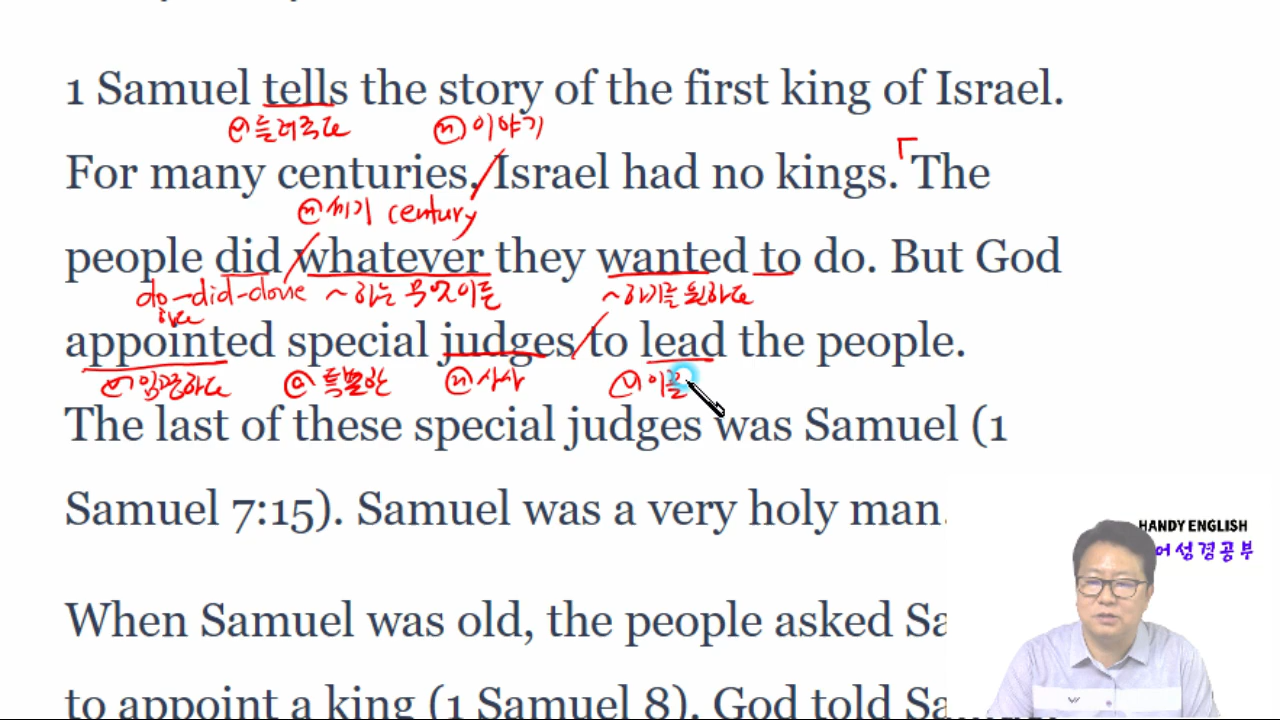 1 Samuel tells the story of the first king of Israel.
ⓥ들려주다 ⓝ이야기
For many centuries, Israel had no kings. The
ⓝ세기 century
people did whatever they wanted to do. But God
do-did-done ~하는 무엇이든 ~하기를 원하다
appointed special judges to lead the people.
ⓥ임명하다 ⓐ특별한 ⓝ사사 ⓥ이끌
The last of these special judges was Samuel (1
Samuel 7:15). Samuel was a very holy man.
HANDY ENGLISH
어성경공부
When Samuel was old, the people asked Sa
to appoint a king (1 Samuel 8). God told Sam